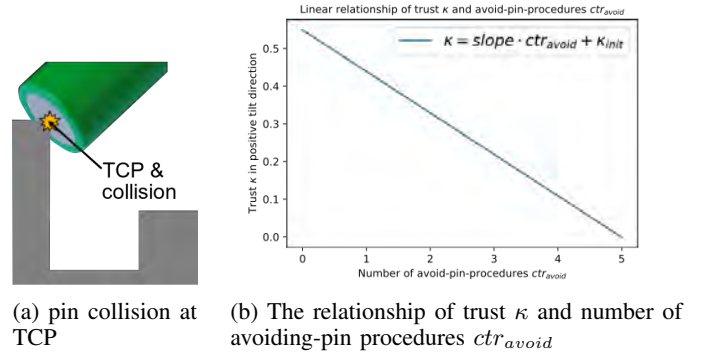 TCP &
collision
(a) pin collision at
TCP
Linear relationship of trust κ and avoid-pin-procedures ctr_avoid
κ = slope · ctr_avoid + κ_init
Trust κ in positive tilt direction
0.5
0.4
0.3
0.2
0.1
0.0
0
1
2
3
4
5
Number of avoid-pin-procedures ctr_avoid
(b) The relationship of trust κ and number of
avoiding-pin procedures ctr_avoid